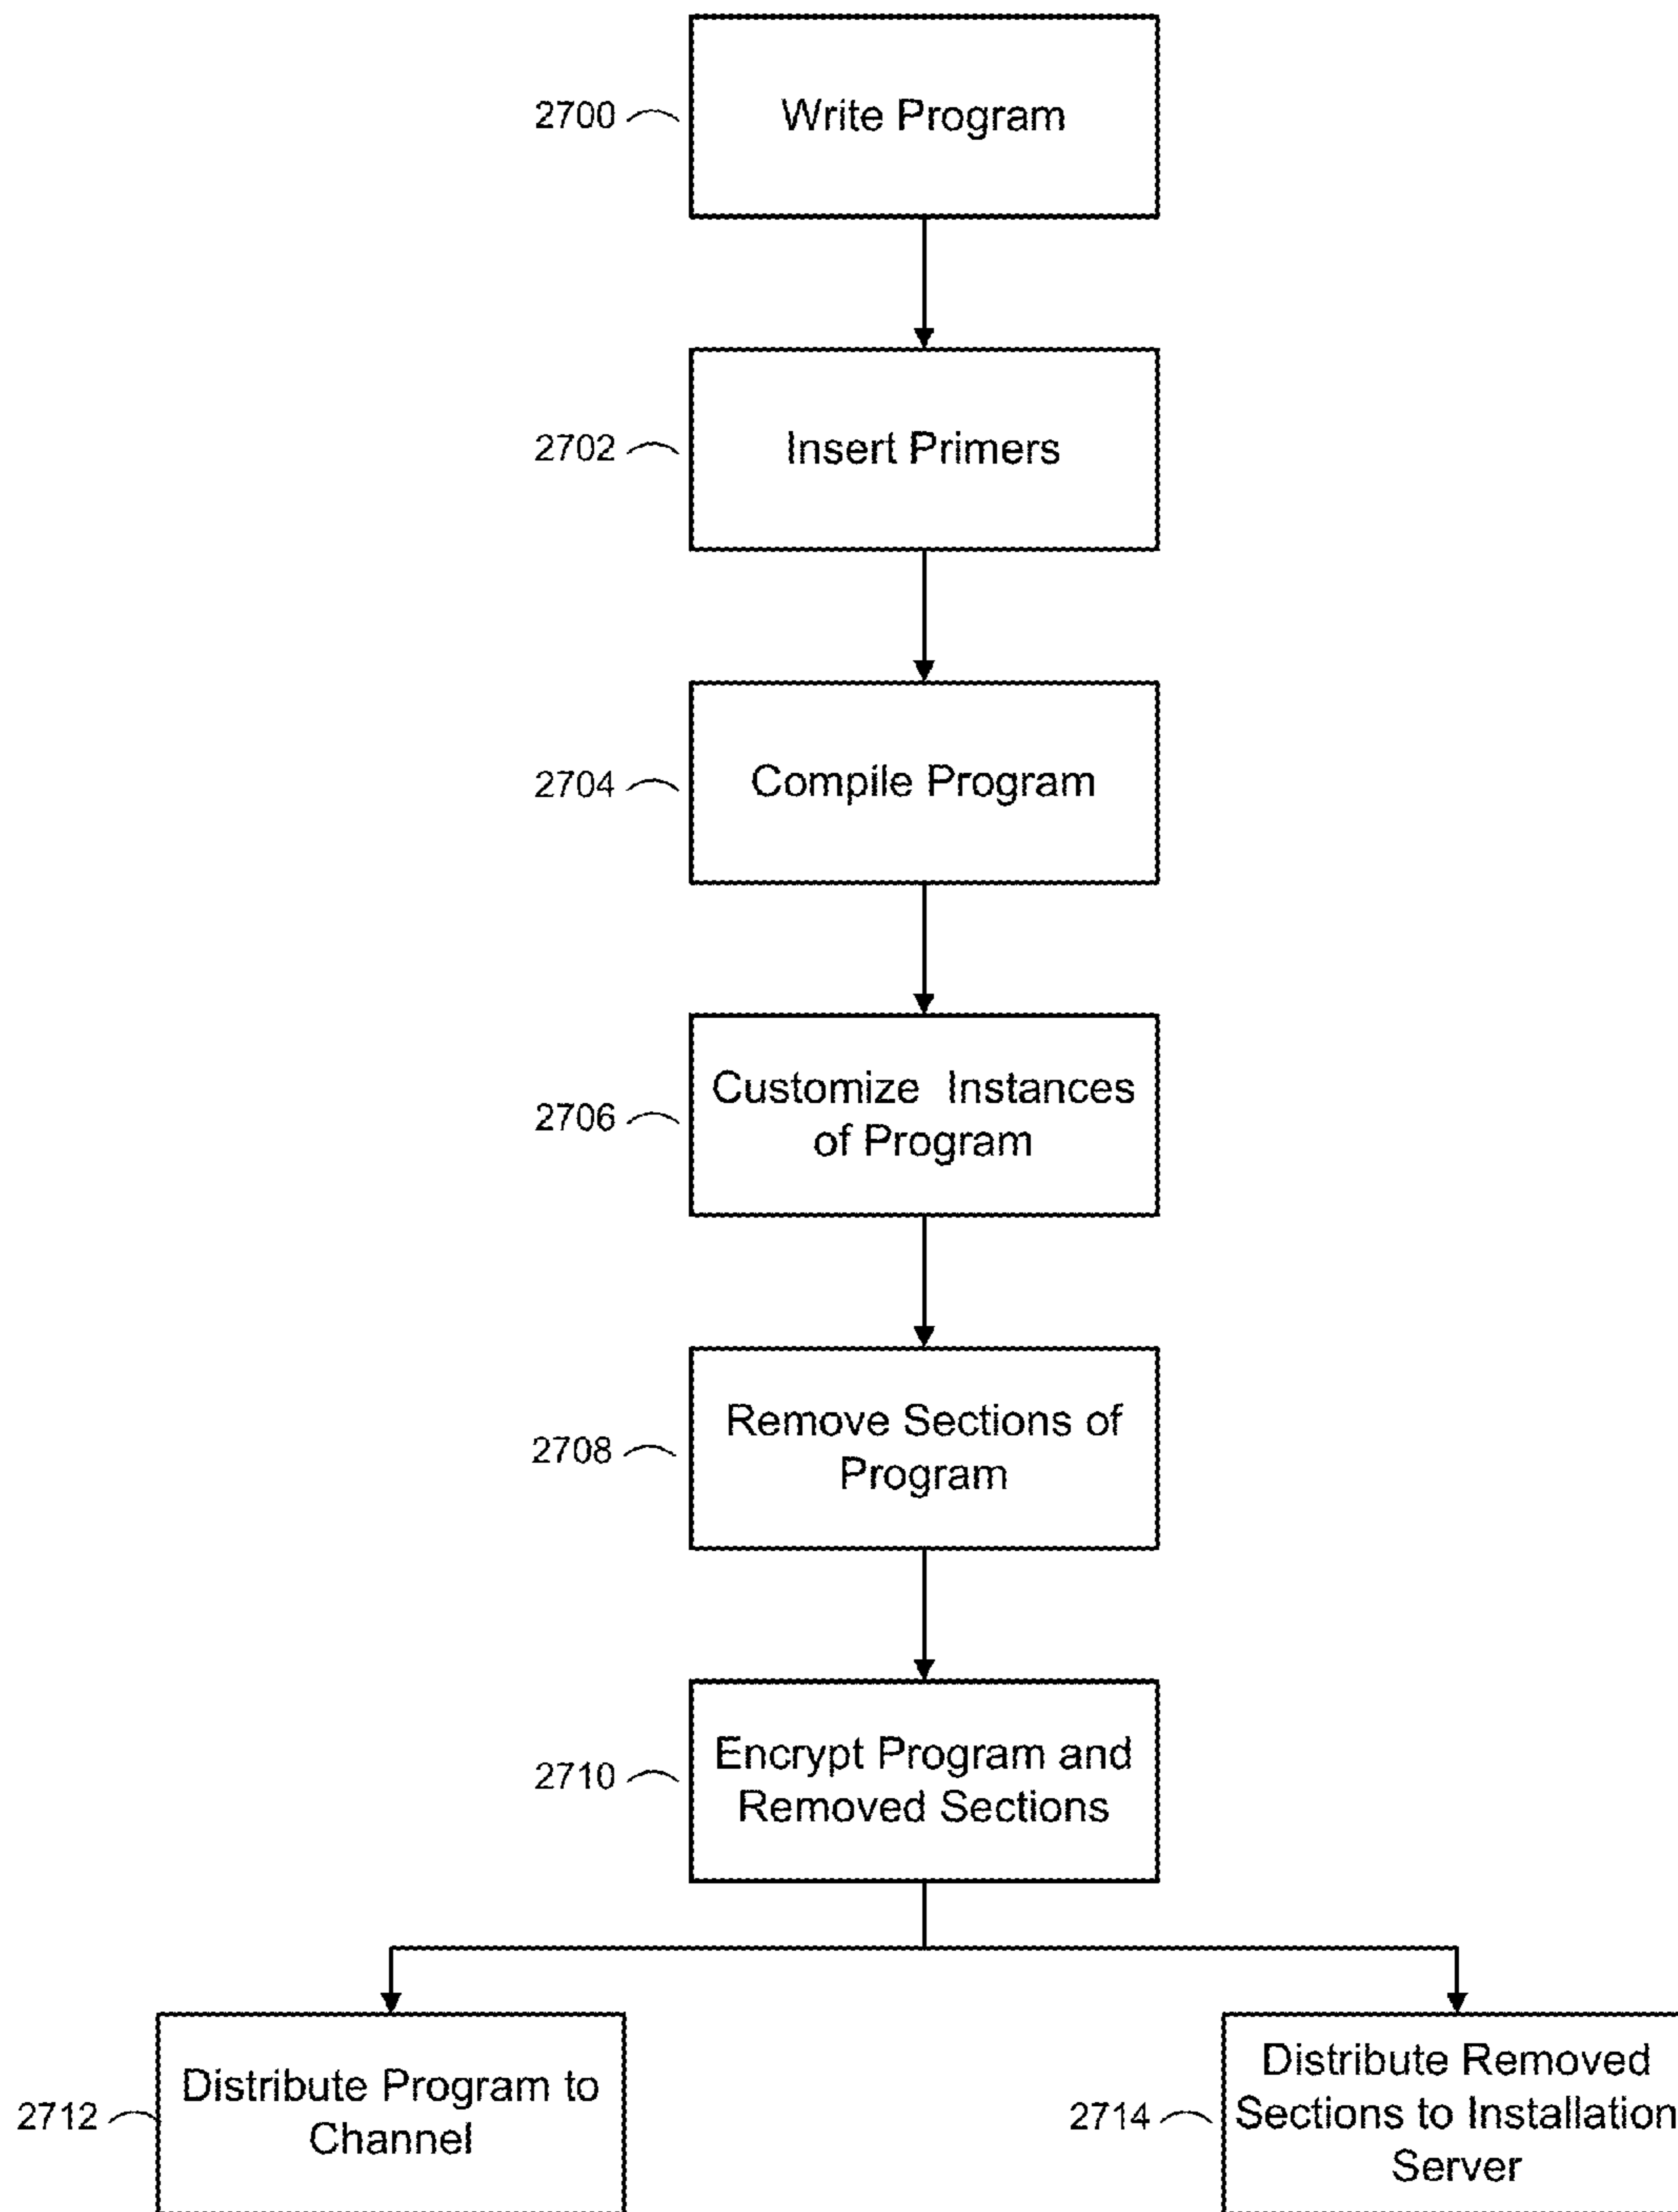 2700
Write Program
2702
Insert Primers
2704
Compile Program
2706
Customize Instances
of Program
2708
Remove Sections of
Program
2710
Encrypt Program and
Removed Sections
2712
Distribute Program to
Channel
2714
Distribute Removed
Sections to Installation
Server